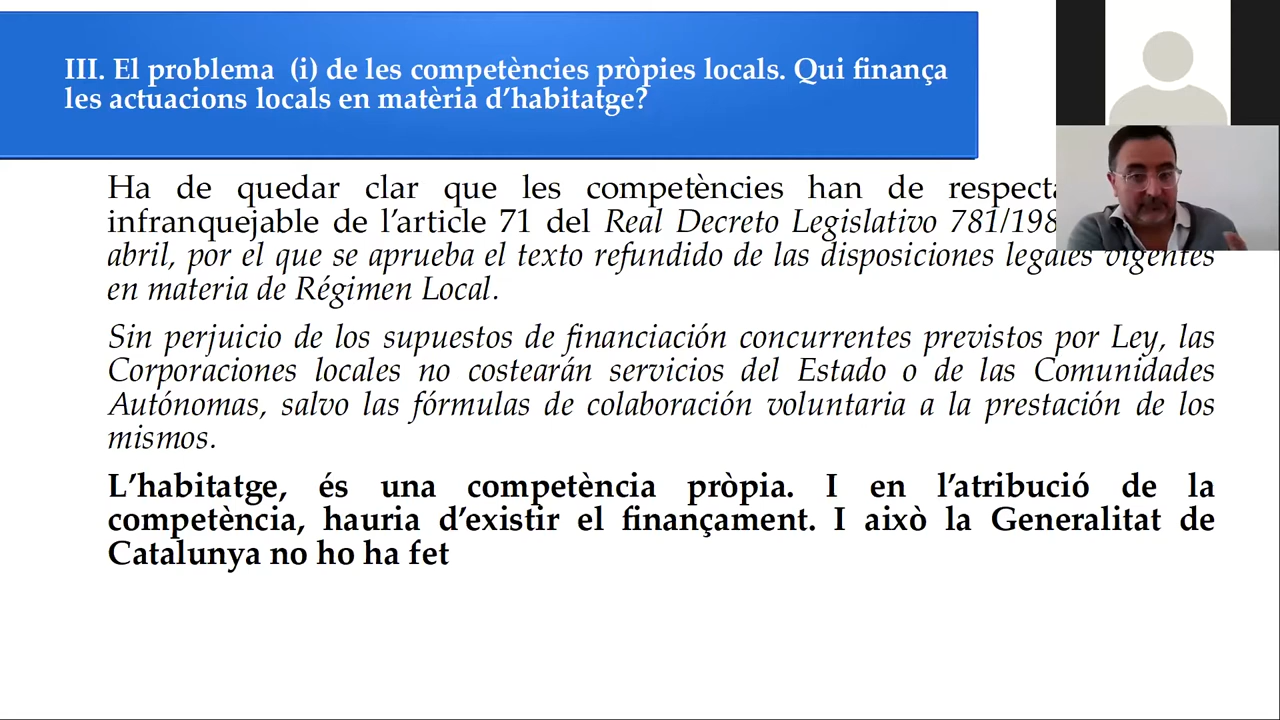 III. El problema (i) de les competències pròpies locals. Qui finança
les actuacions locals en matèria d’habitatge?
Ha de quedar clar que les competències han de
infranquejable de l’article 71 del Real Decreto Legislativo
abril, por el que se aprueba el texto refundido de las disposiciones legales vigentes
en materia de Régimen Local.
Sin perjuicio de los supuestos de financiación concurrentes previstos por Ley, las
Corporaciones locales no costearán servicios del Estado o de las Comunidades
Autónomas, salvo las fórmulas de colaboración voluntaria a la prestación de los
mismos.
L’habitatge, és una competència pròpia. I en l’atribució de la
competència, hauria d’existir el finançament. I això la Generalitat de
Catalunya no ho ha fet